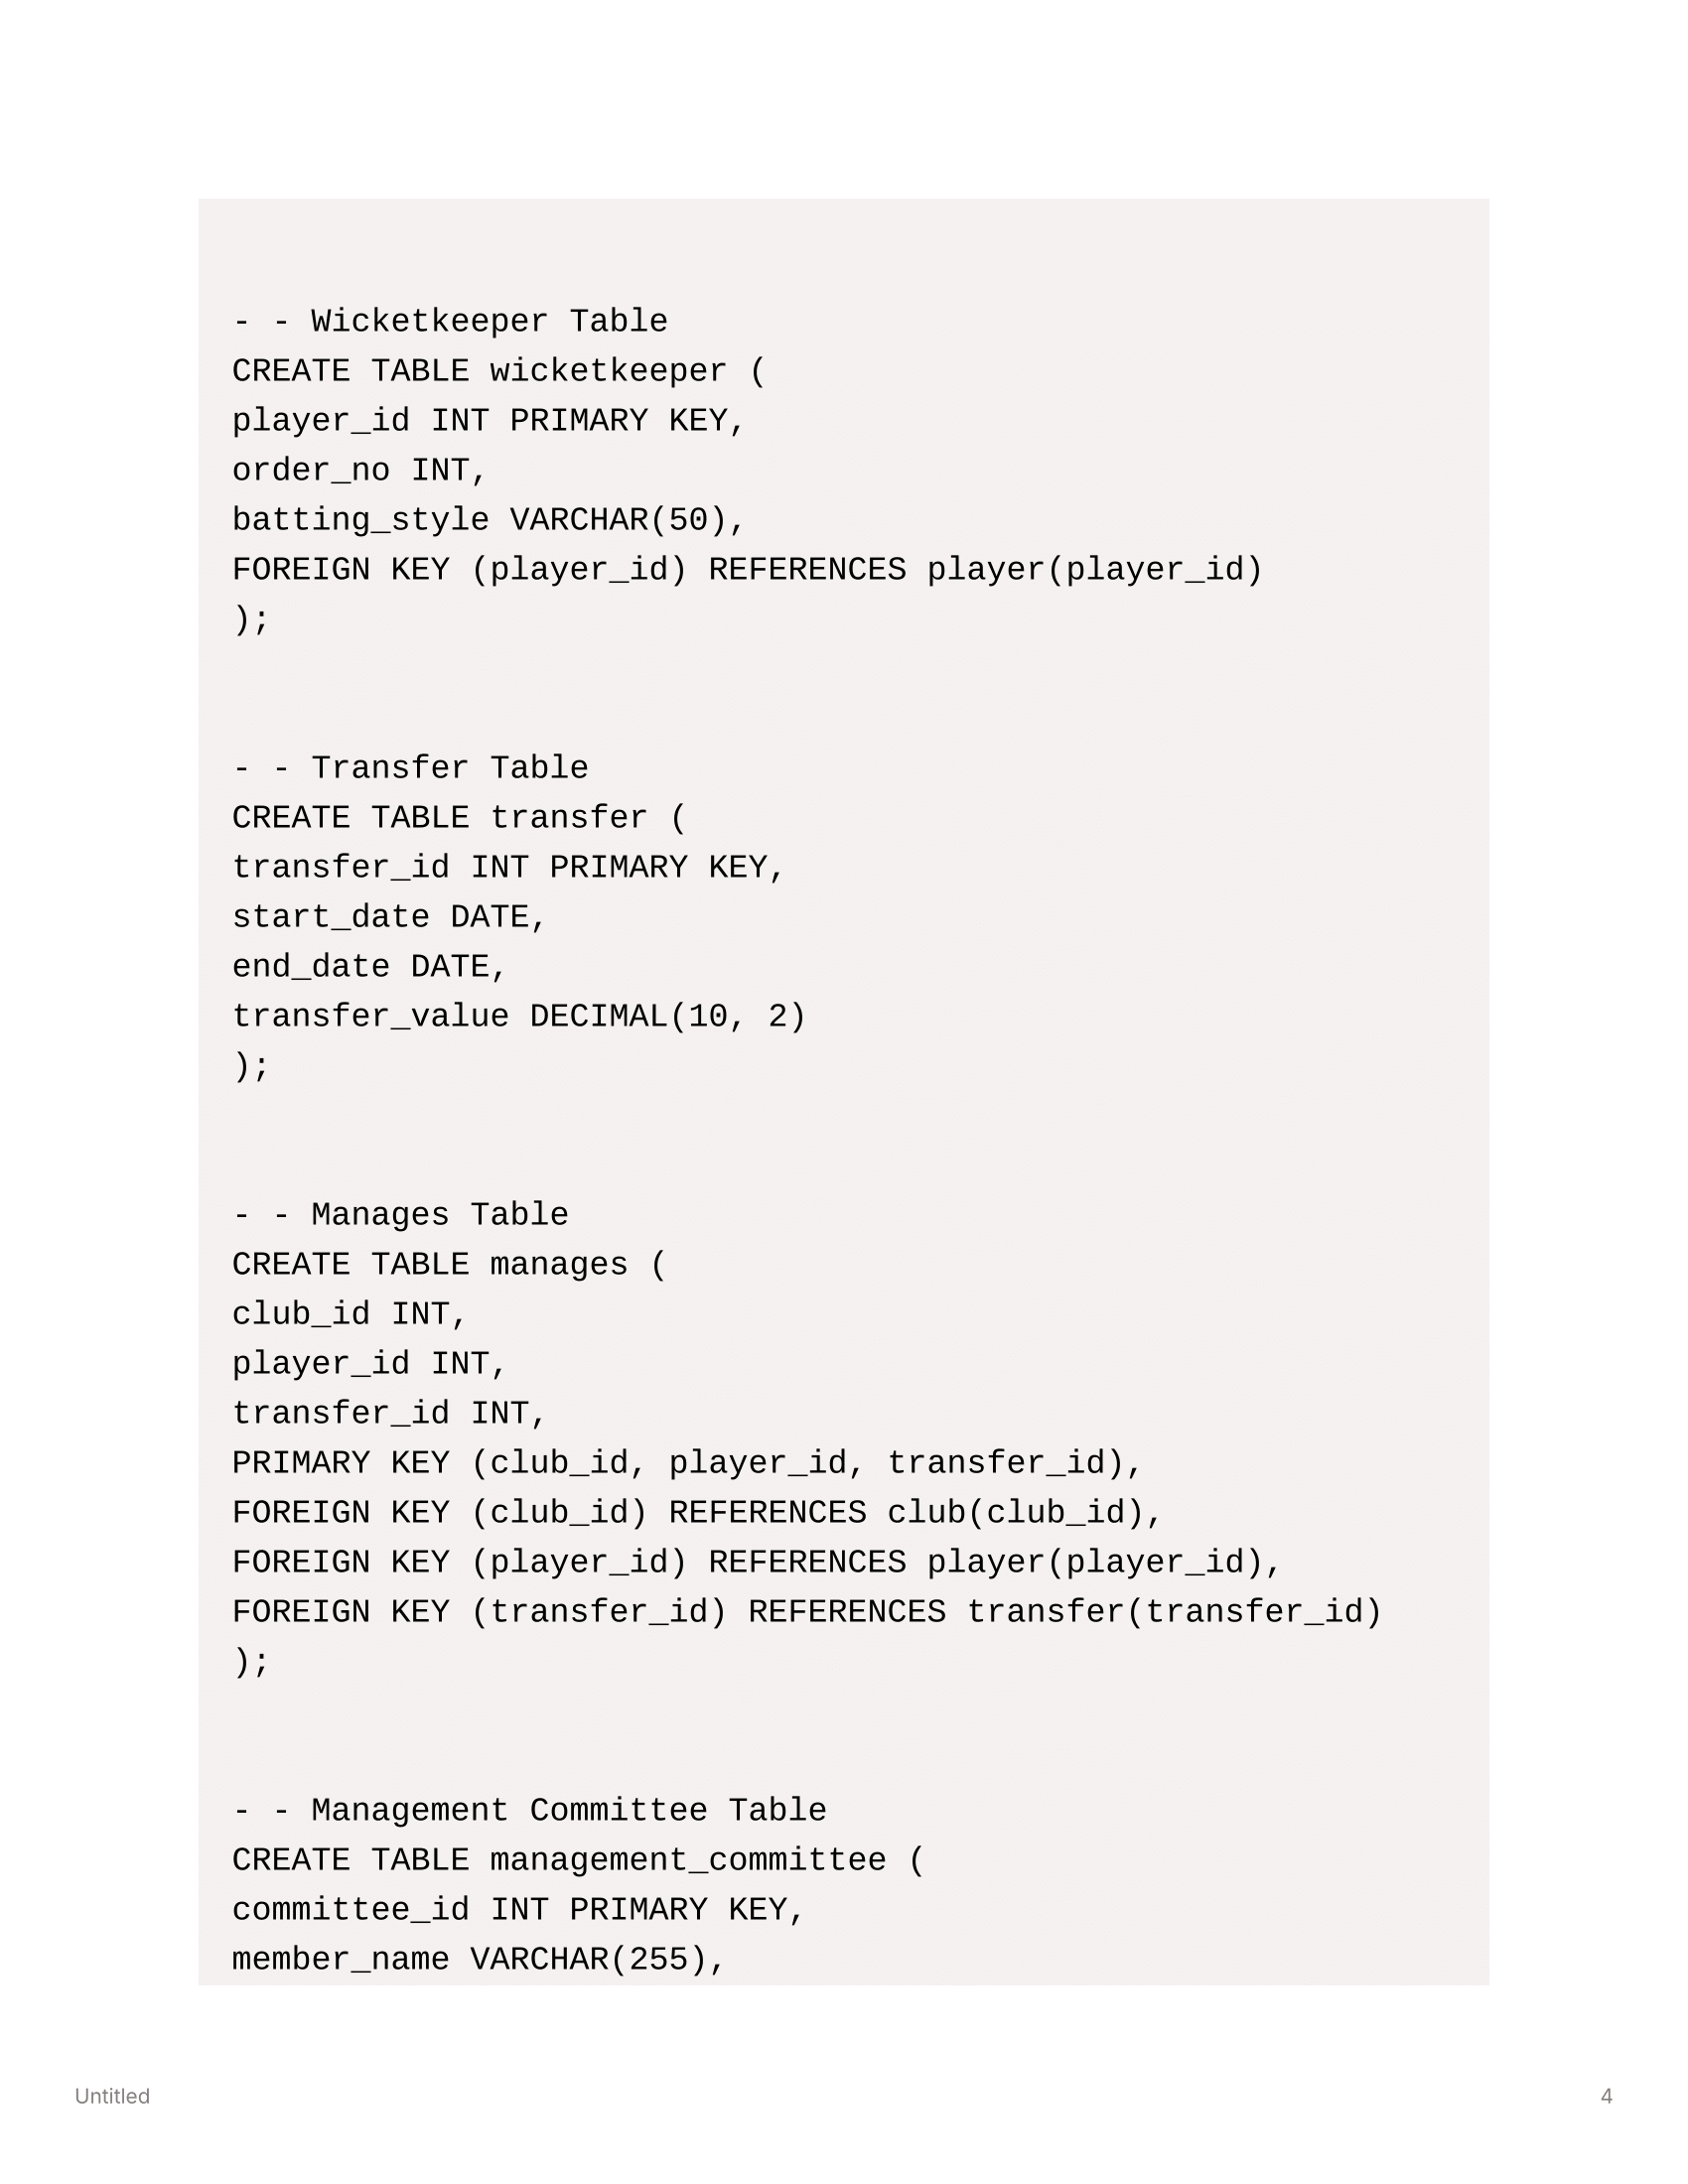 - - Wicketkeeper Table
CREATE TABLE wicketkeeper (
player_id INT PRIMARY KEY,
order_no INT,
batting_style VARCHAR(50),
FOREIGN KEY (player_id) REFERENCES player(player_id)
);
- - Transfer Table
CREATE TABLE transfer (
transfer_id INT PRIMARY KEY,
start_date DATE,
end_date DATE,
transfer_value DECIMAL(10, 2)
);
- - Manages Table
CREATE TABLE manages (
club_id INT,
player_id INT,
transfer_id INT,
PRIMARY KEY (club_id, player_id, transfer_id),
FOREIGN KEY (club_id) REFERENCES club(club_id),
FOREIGN KEY (player_id) REFERENCES player(player_id),
FOREIGN KEY (transfer_id) REFERENCES transfer(transfer_id)
);
- - Management Committee Table
CREATE TABLE management_committee (
committee_id INT PRIMARY KEY,
member_name VARCHAR(255),
Untitled 4